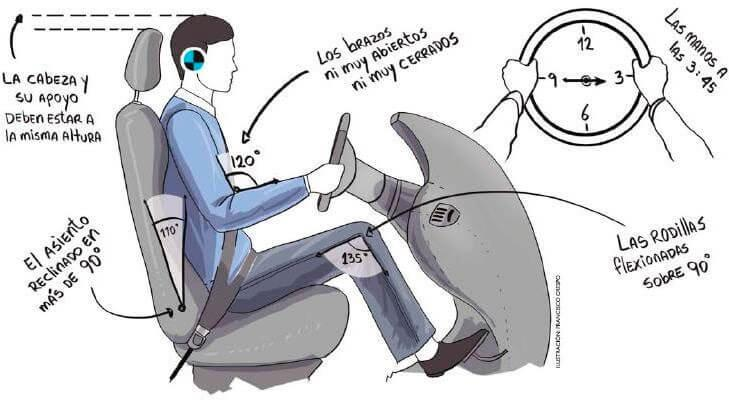 LA CABEZA Y
SU APOYO
DEBEN ESTAR A
LA MISMA ALTURA
LOS BRAZOS
NI MUY ABIERTOS
NI MUY CERRADOS
12
9
3
6
LAS MANOS A
LAS 3:45
120°
110°
135°
EL ASIENTO
RECLINADO EN
MÁS DE 90°
LAS RODILLAS
FLEXIONADAS
SOBRE 90°
ILUSTRACIÓN: FRANCISCO CRESPO